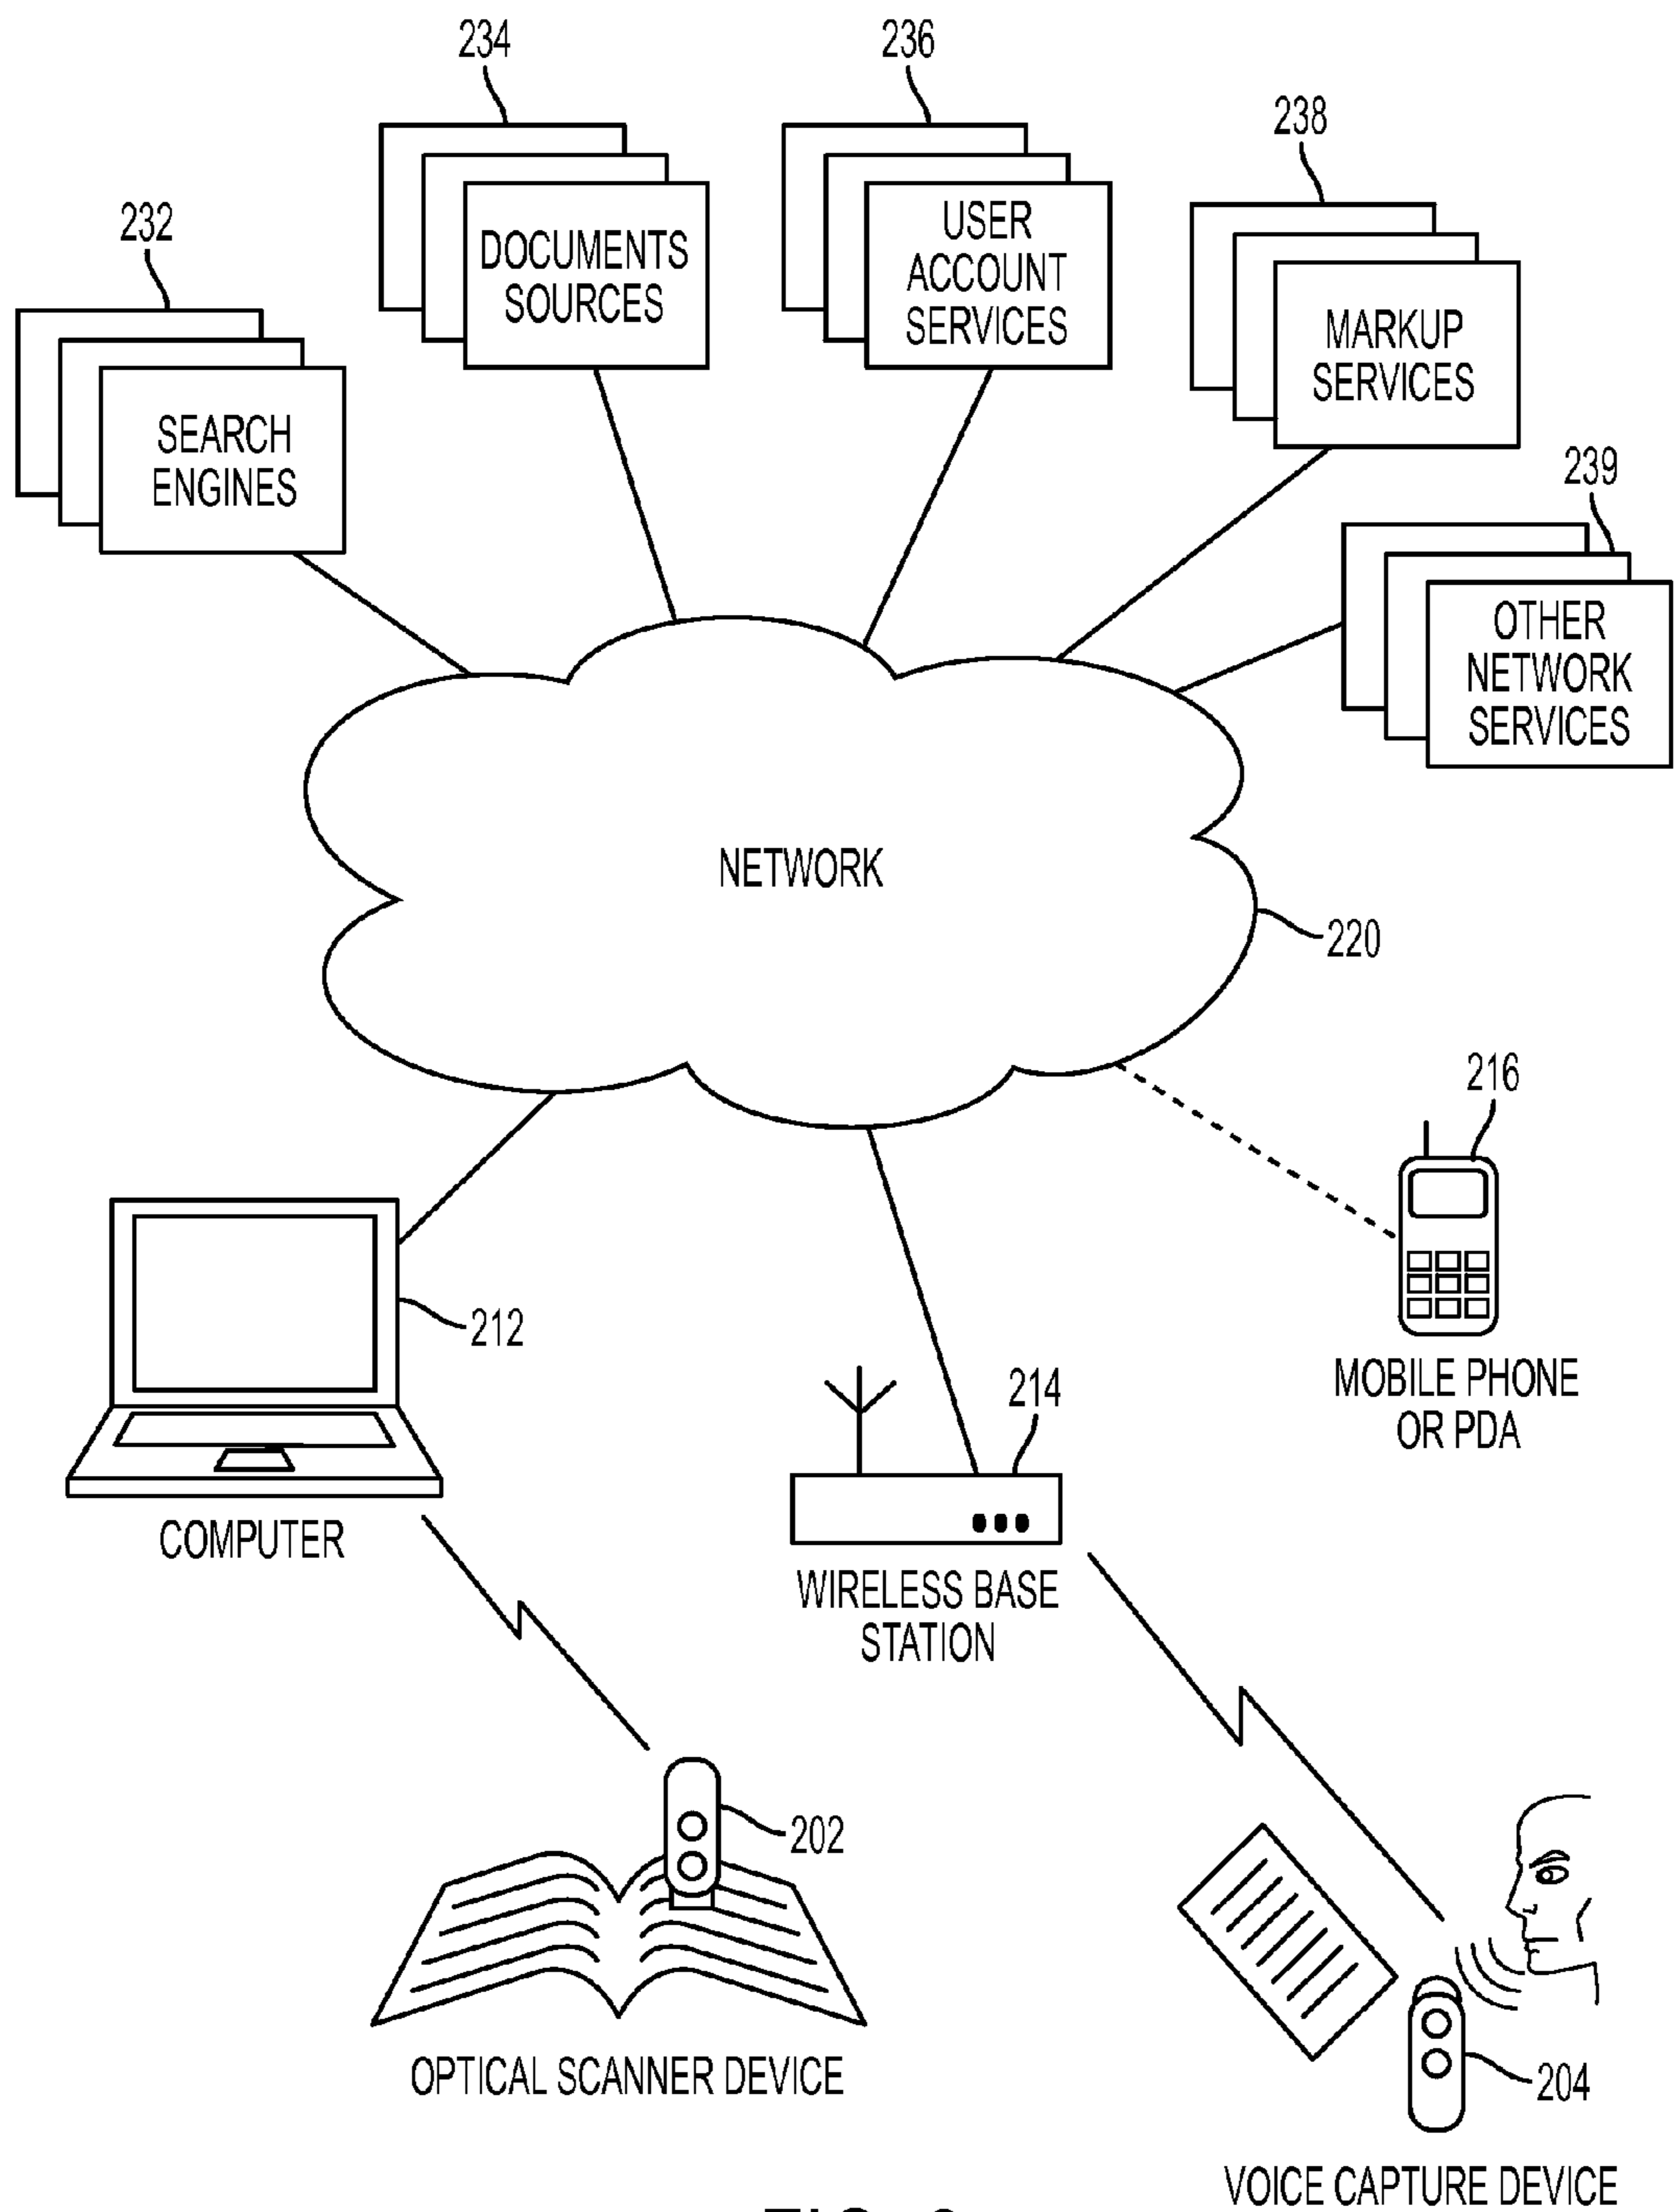 234
236
238
232
DOCUMENTS
SOURCES
USER
ACCOUNT
SERVICES
MARKUP
SERVICES
SEARCH
ENGINES
239
OTHER
NETWORK
SERVICES
NETWORK
220
216
212
MOBILE PHONE
OR PDA
214
COMPUTER
WIRELESS BASE
STATION
202
OPTICAL SCANNER DEVICE
204
VOICE CAPTURE DEVICE